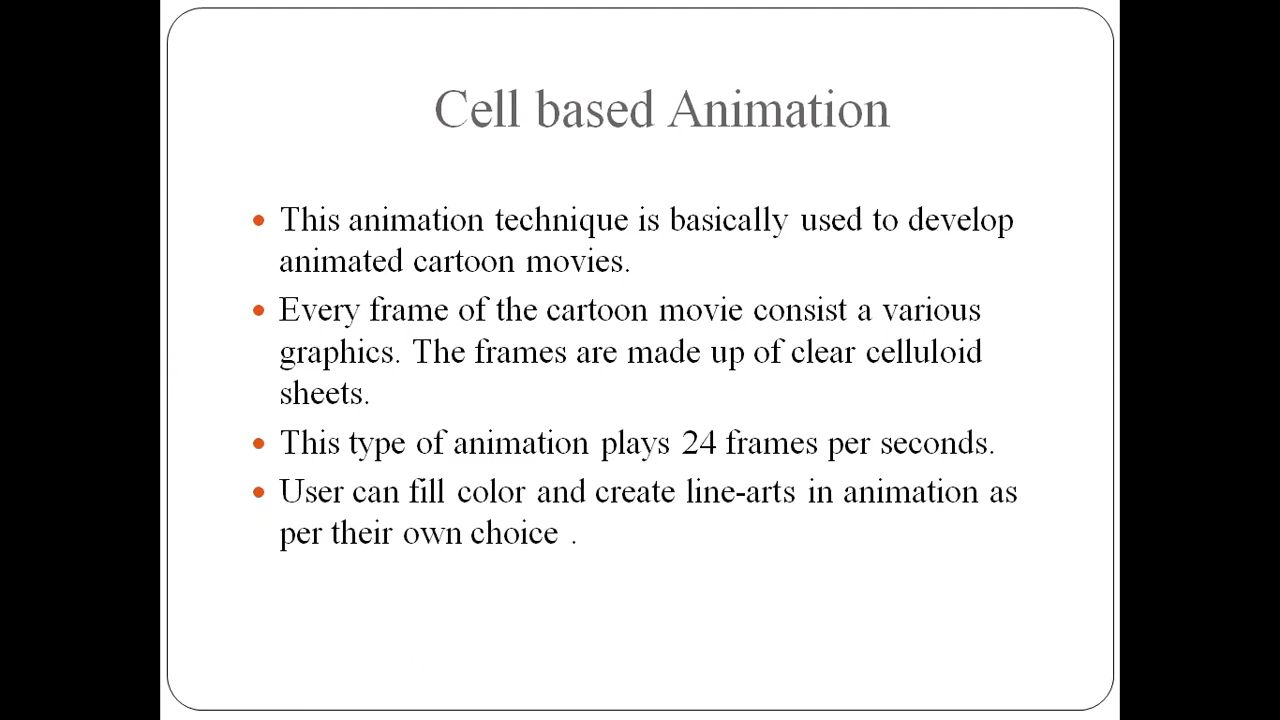 Cell based Animation
This animation technique is basically used to develop
animated cartoon movies.
Every frame of the cartoon movie consist a various
graphics. The frames are made up of clear celluloid
sheets.
This type of animation plays 24 frames per seconds.
User can fill color and create line-arts in animation as
per their own choice .